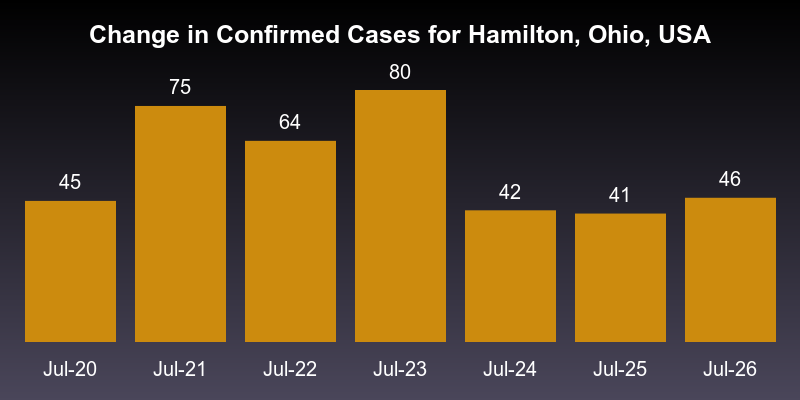 Change in Confirmed Cases for Hamilton, Ohio, USA
45 75 64 80 42 41 46
Jul-20 Jul-21 Jul-22 Jul-23 Jul-24 Jul-25 Jul-26